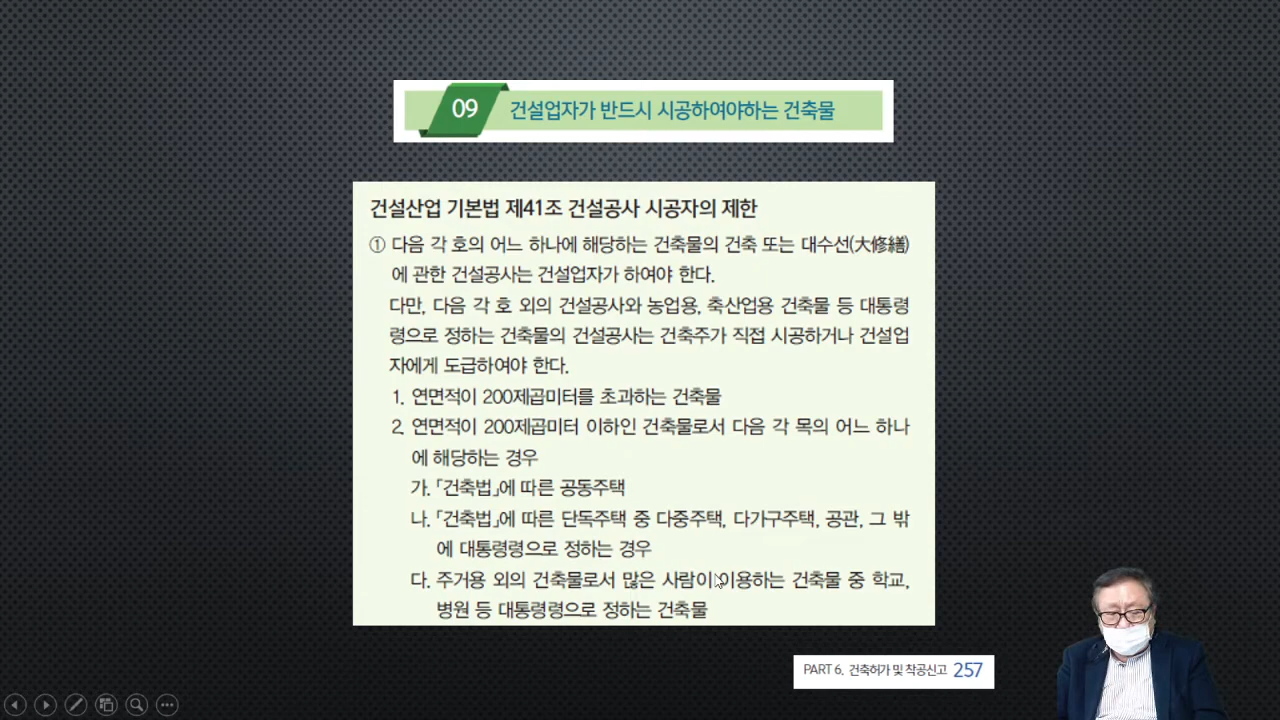 09 건설업자가 반드시 시공하여야하는 건축물
건설산업 기본법 제41조 건설공사 시공자의 제한
① 다음 각 호의 어느 하나에 해당하는 건축물의 건축 또는 대수선(大修繕)
에 관한 건설공사는 건설업자가 하여야 한다.
다만, 다음 각 호 외의 건설공사와 농업용, 축산업용 건축물 등 대통령
령으로 정하는 건축물의 건설공사는 건축주가 직접 시공하거나 건설업
자에게 도급하여야 한다.
1. 연면적이 200제곱미터를 초과하는 건축물
2. 연면적이 200제곱미터 이하인 건축물로서 다음 각 목의 어느 하나
에 해당하는 경우
가. 「건축법」에 따른 공동주택
나. 「건축법」에 따른 단독주택 중 다중주택, 다가구주택, 공관, 그 밖
에 대통령령으로 정하는 경우
다. 주거용 외의 건축물로서 많은 사람이 이용하는 건축물 중 학교,
병원 등 대통령령으로 정하는 건축물
PART 6. 건축허가 및 착공신고 257